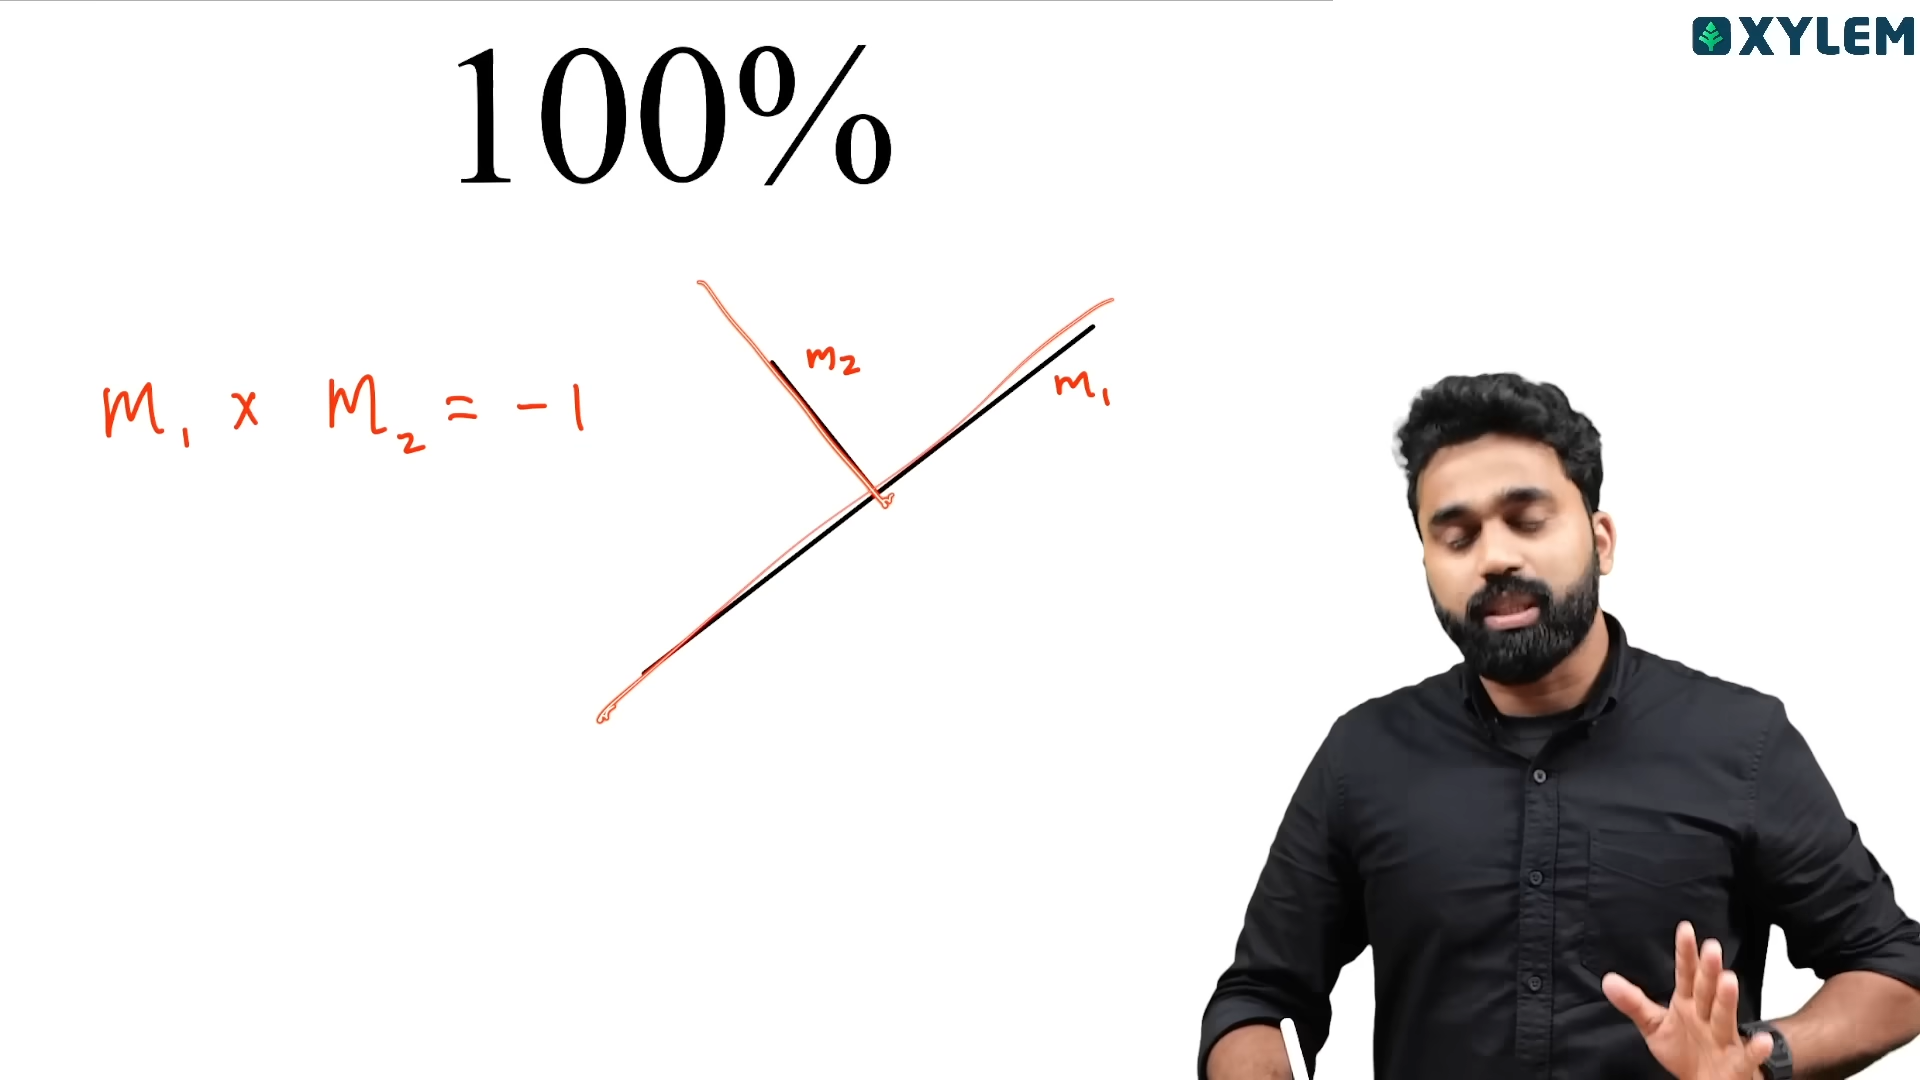 XYLEM
100%
m₂
m₁
M₁ x M₂ = -1